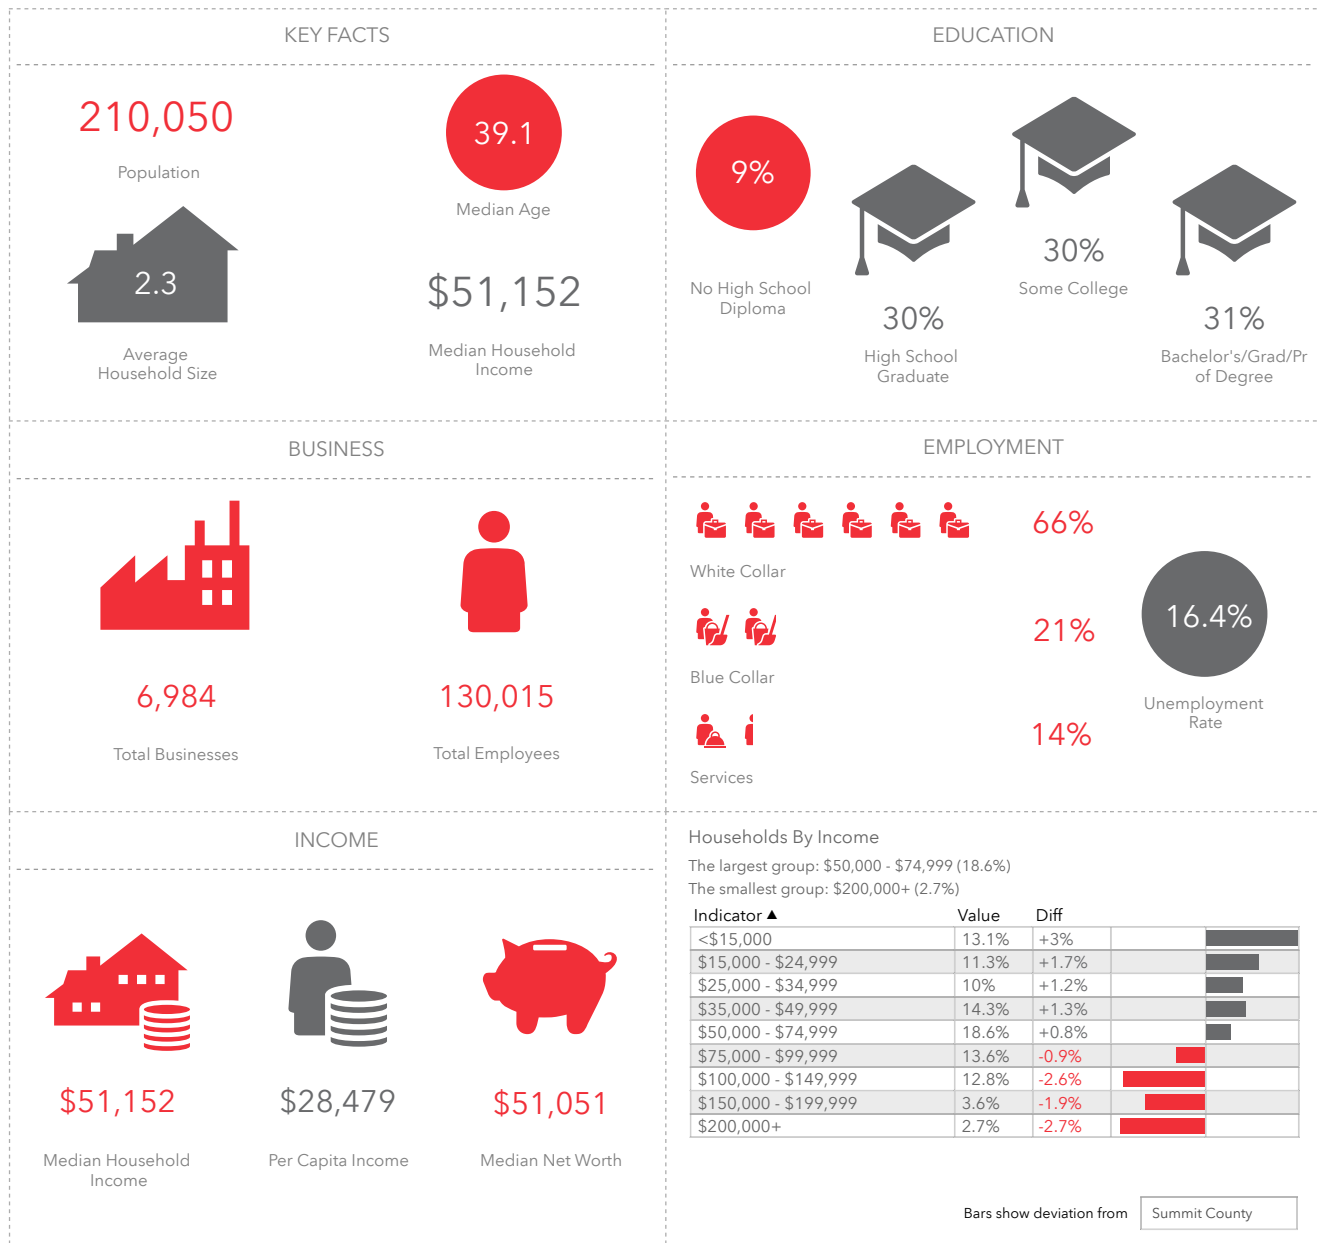 KEY FACTS
210,050
Population
39.1
Median Age
2.3
Average
Household Size
$51,152
Median Household
Income
EDUCATION
9%
No High School
Diploma
30%
High School
Graduate
30%
Some College
31%
Bachelor's/Grad/Pr
of Degree
BUSINESS
6,984
Total Businesses
130,015
Total Employees
EMPLOYMENT
66%
White Collar
21%
Blue Collar
14%
Services
16.4%
Unemployment
Rate
INCOME
$51,152
Median Household
Income
$28,479
Per Capita Income
$51,051
Median Net Worth
Households By Income
The largest group: $50,000 - $74,999 (18.6%)
The smallest group: $200,000+ (2.7%)
Indicator ▲ Value Diff
<$15,000 13.1% +3%
$15,000 - $24,999 11.3% +1.7%
$25,000 - $34,999 10% +1.2%
$35,000 - $49,999 14.3% +1.3%
$50,000 - $74,999 18.6% +0.8%
$75,000 - $99,999 13.6% -0.9%
$100,000 - $149,999 12.8% -2.6%
$150,000 - $199,999 3.6% -1.9%
$200,000+ 2.7% -2.7%
Bars show deviation from Summit County